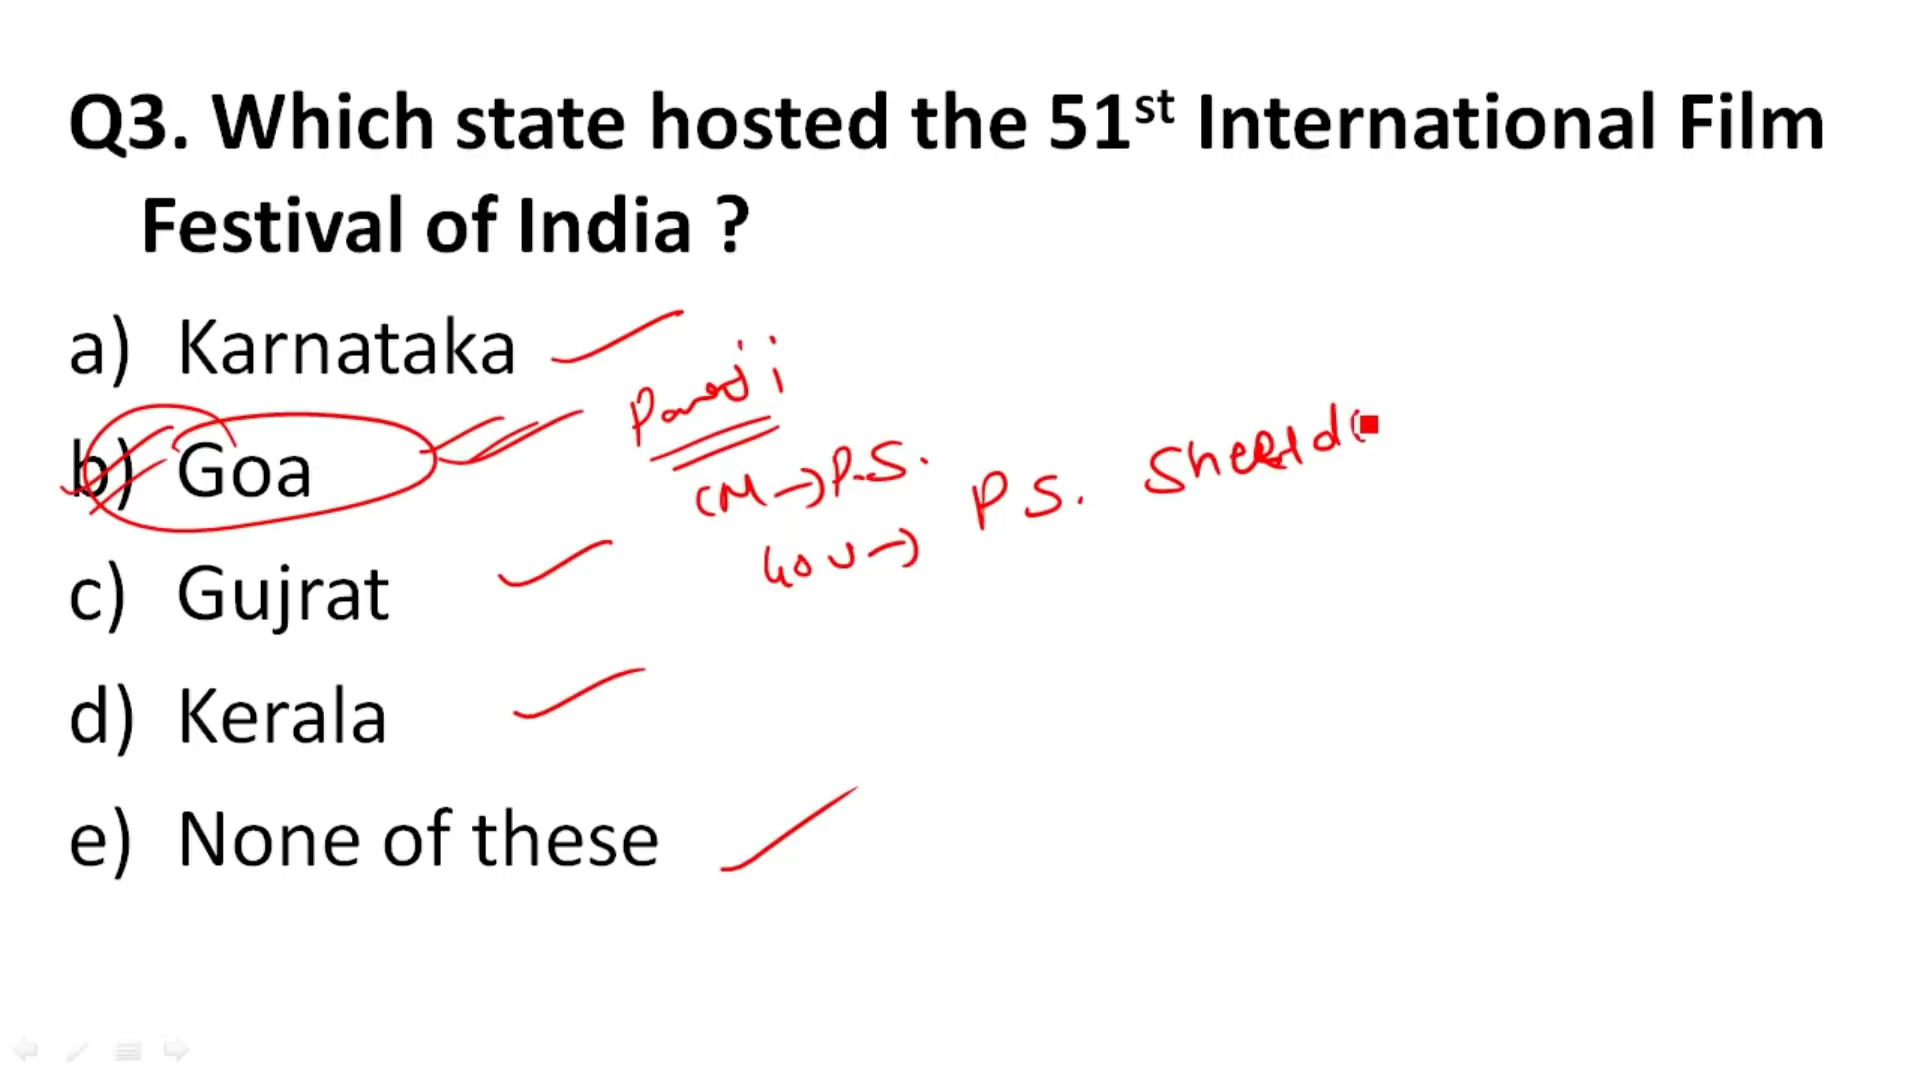 Q3. Which state hosted the 51st International Film
Festival of India ?
a) Karnataka
Panaji
b) Goa
CM → P.S.
P.S.
Gov →
c) Gujrat
d) Kerala
e) None of these